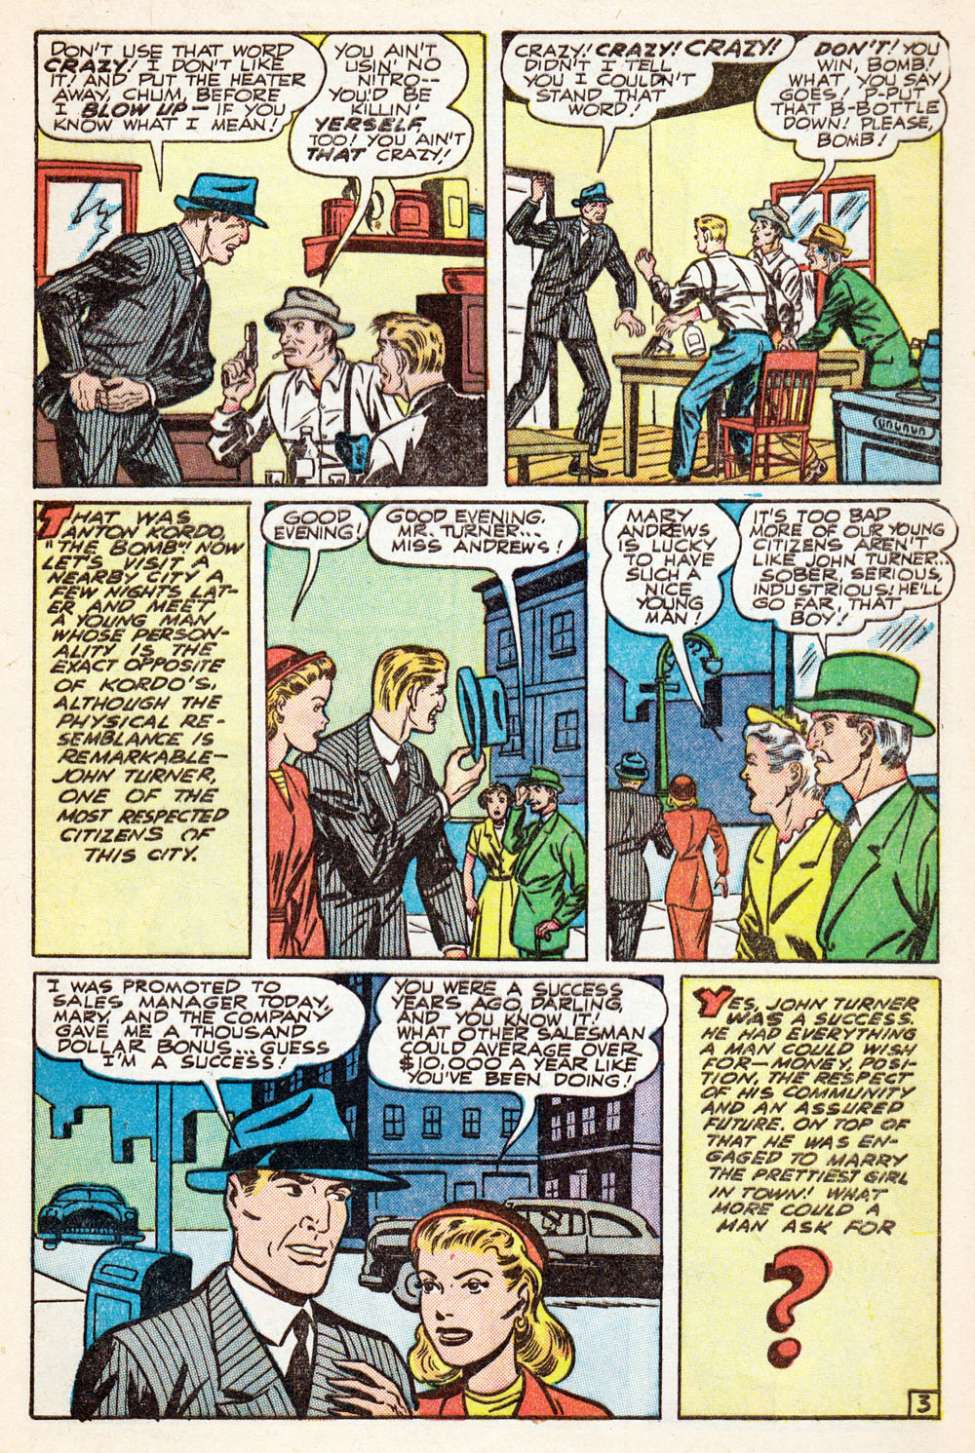 DON'T USE THAT WORD
CRAZY! I DON'T LIKE
IT! AND PUT THE HEATER
AWAY, CHUM, BEFORE
I BLOW UP — IF YOU
KNOW WHAT I MEAN!
YOU AIN'T
USIN' NO
NITRO--
YOU'D BE
KILLIN'
YERSELF,
TOO! YOU AIN'T
THAT CRAZY!
CRAZY! CRAZY! CRAZY!
DIDN'T I TELL
YOU I COULDN'T
STAND THAT
WORD!
DON'T! YOU
WIN, BOMB!
WHAT YOU SAY
GOES! P-PUT
THAT B-BOTTLE
DOWN! PLEASE,
BOMB!
THAT WAS
ANTON KORDO,
"THE BOMB"! NOW
LET'S VISIT A
NEARBY CITY A
FEW NIGHTS LAT-
ER AND MEET
A YOUNG MAN
WHOSE PERSON-
ALITY IS THE
EXACT OPPOSITE
OF KORDO'S,
ALTHOUGH THE
PHYSICAL RE-
SEMBLANCE IS
REMARKABLE—
JOHN TURNER,
ONE OF THE
MOST RESPECTED
CITIZENS OF
THIS CITY.
GOOD
EVENING!
GOOD EVENING,
MR. TURNER...
MISS ANDREWS!
MARY
ANDREWS
IS LUCKY
TO HAVE
SUCH A
NICE
YOUNG
MAN!
IT'S TOO BAD
MORE OF OUR YOUNG
CITIZENS AREN'T
LIKE JOHN TURNER...
SOBER, SERIOUS,
INDUSTRIOUS! HE'LL
GO FAR, THAT
BOY!
I WAS PROMOTED TO
SALES MANAGER TODAY,
MARY, AND THE COMPANY
GAVE ME A THOUSAND
DOLLAR BONUS... GUESS
I'M A SUCCESS!
YOU WERE A SUCCESS
YEARS AGO, DARLING,
AND YOU KNOW IT!
WHAT OTHER SALESMAN
COULD AVERAGE OVER
$10,000 A YEAR LIKE
YOU'VE BEEN DOING!
YES, JOHN TURNER
WAS A SUCCESS.
HE HAD EVERYTHING
A MAN COULD WISH
FOR—MONEY, POSI-
TION, THE RESPECT
OF HIS COMMUNITY
AND AN ASSURED
FUTURE. ON TOP OF
THAT HE WAS EN-
GAGED TO MARRY
THE PRETTIEST GIRL
IN TOWN! WHAT
MORE COULD A
MAN ASK FOR
?
3